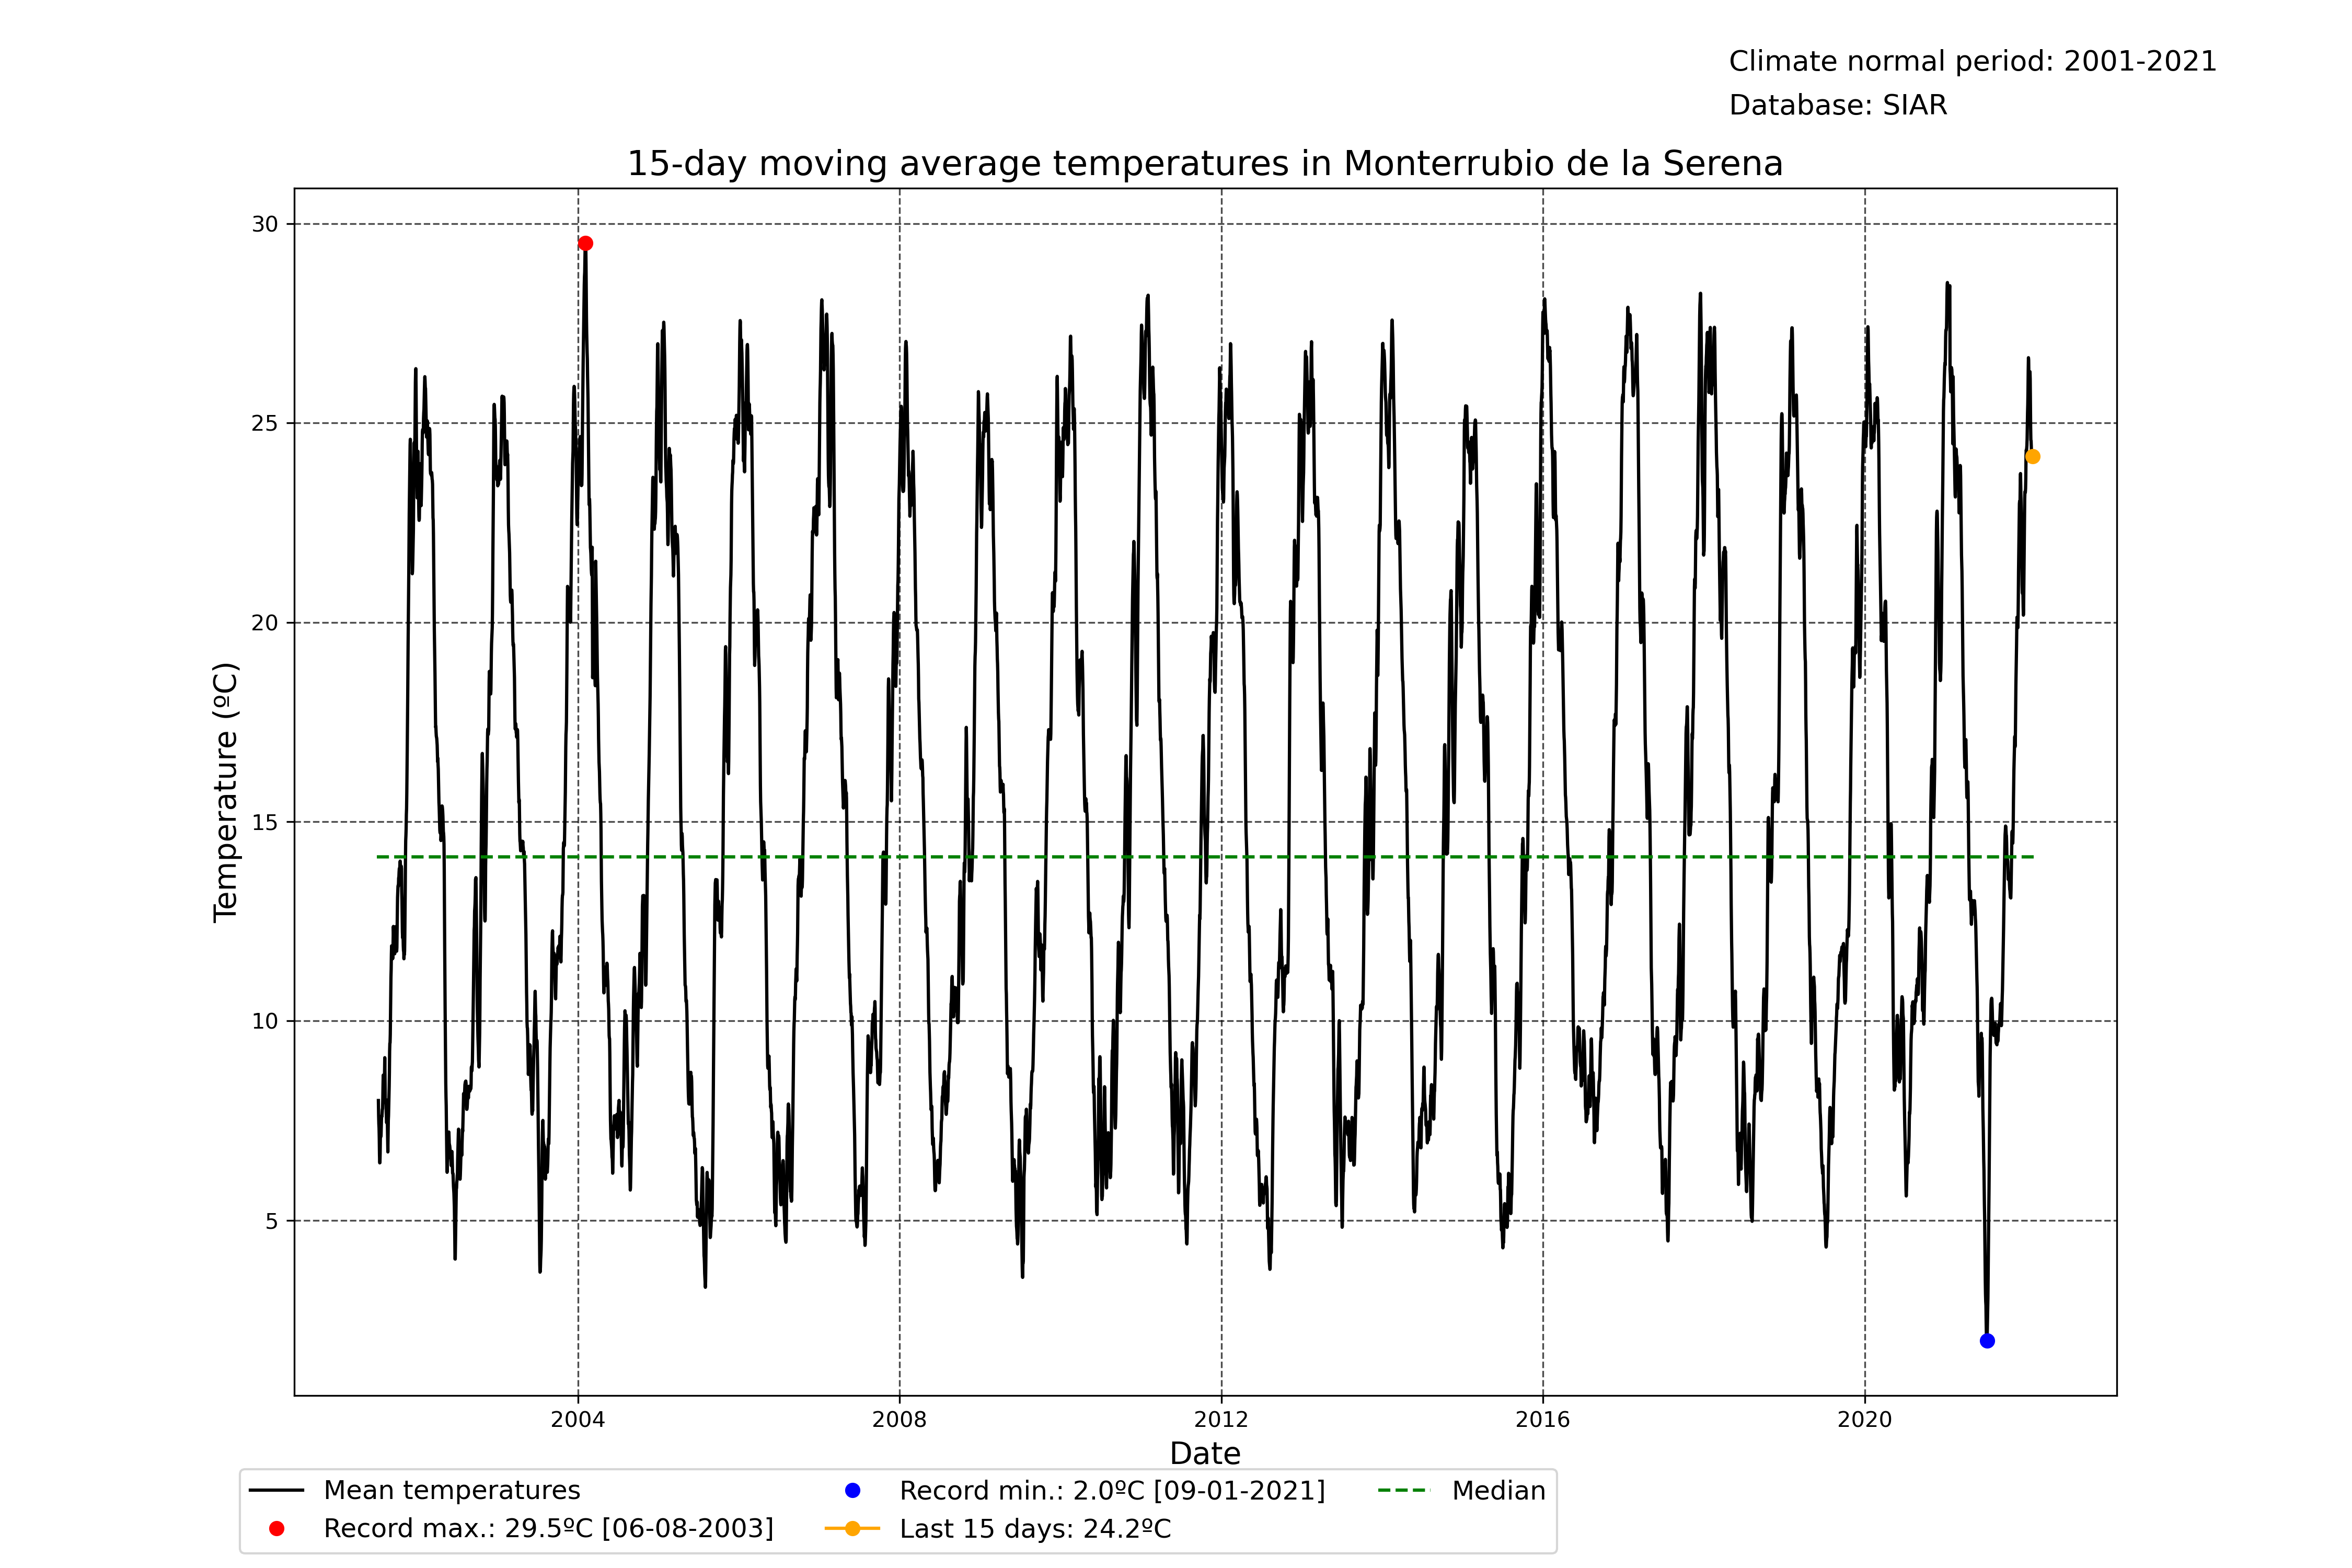 Climate normal period: 2001-2021
Database: SIAR
15-day moving average temperatures in Monterrubio de la Serena
30
25
20
15
10
5
Temperature (ºC)
2004 2008 2012 2016 2020
Date
Mean temperatures
Record max.: 29.5ºC [06-08-2003]
Record min.: 2.0ºC [09-01-2021]
Last 15 days: 24.2ºC
Median